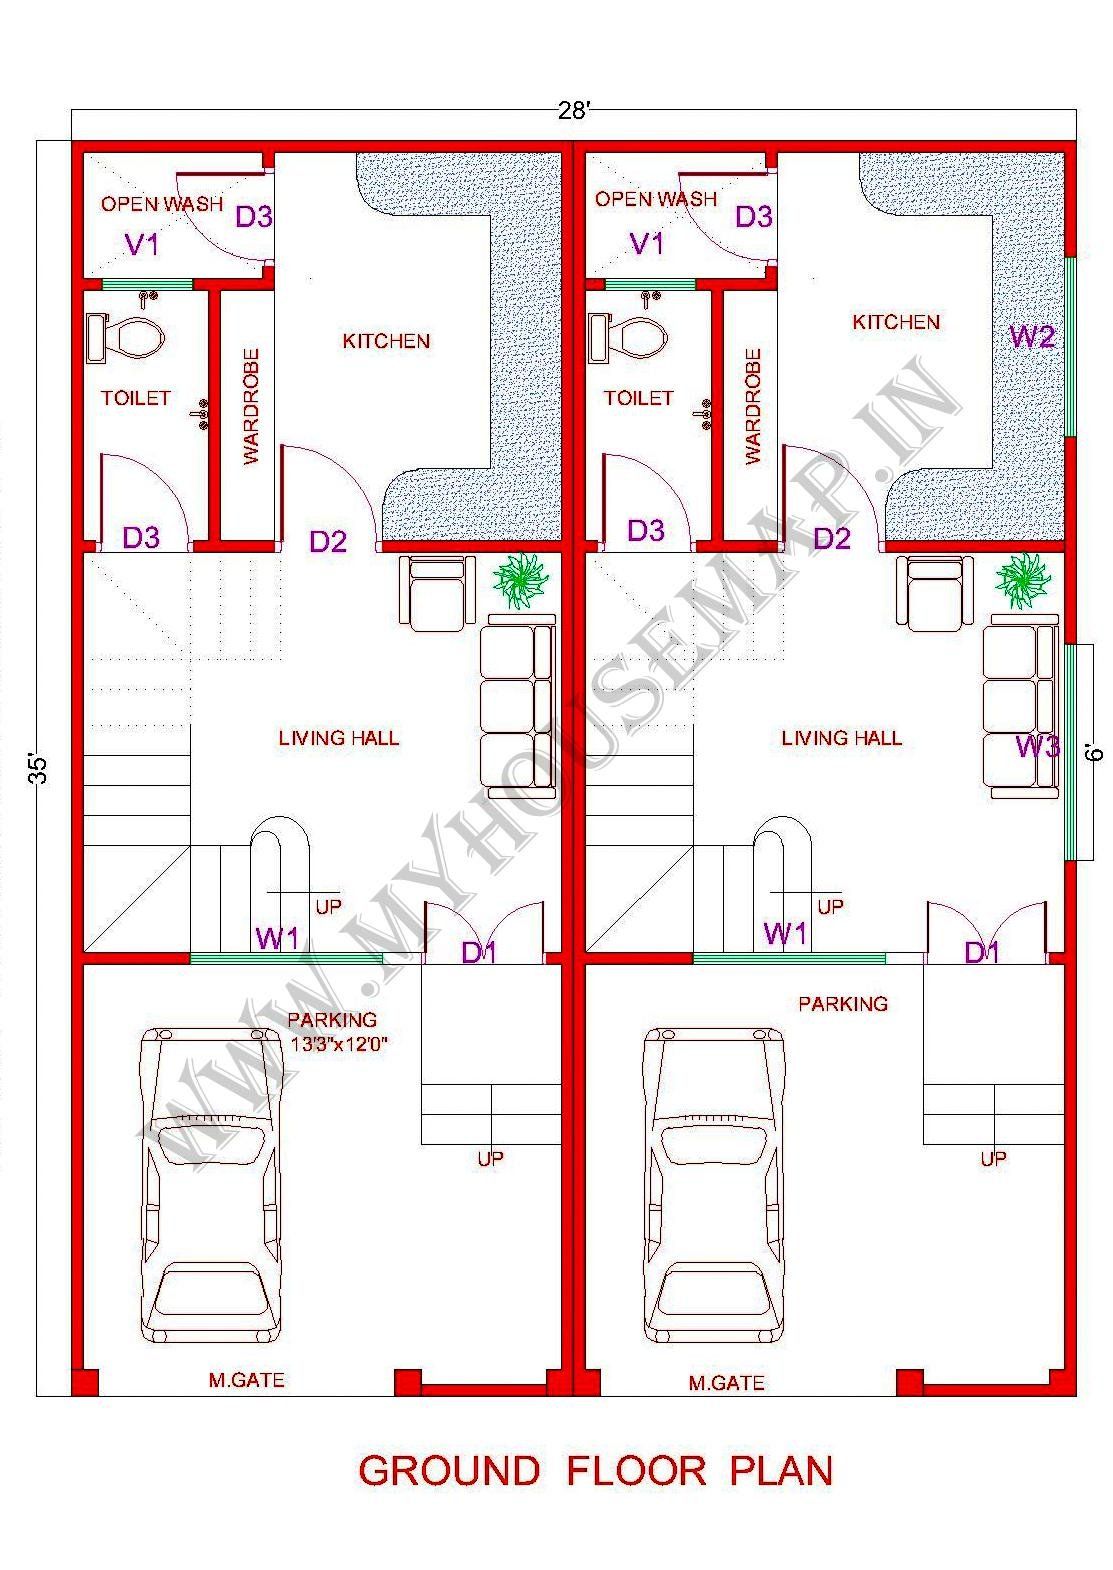 28'
OPEN WASH
D3
V1
OPEN WASH
D3
V1
KITCHEN
KITCHEN
W2
TOILET
WARDROBE
TOILET
WARDROBE
D3
D2
D3
D2
LIVING HALL
LIVING HALL
W3
6'
35'
UP
UP
W1
D1
W1
D1
PARKING
13'3"x12'0"
PARKING
UP
UP
M.GATE
M.GATE
WWW.MYHOUSEMAP.IN
GROUND FLOOR PLAN